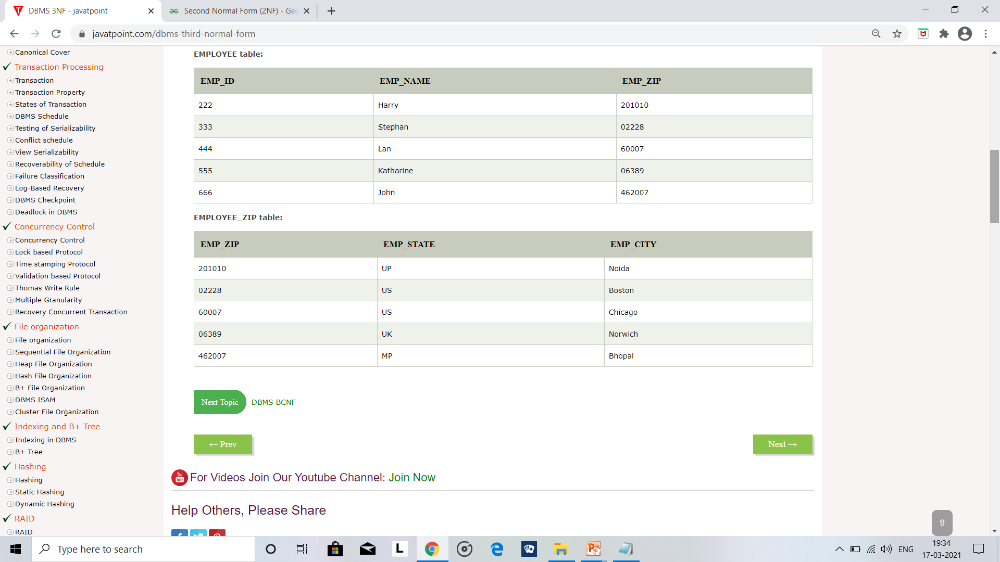 DBMS 3NF - javatpoint
Second Normal Form (2NF) - Gee
javatpoint.com/dbms-third-normal-form
Canonical Cover
Transaction Processing
Transaction
Transaction Property
States of Transaction
DBMS Schedule
Testing of Serializability
Conflict schedule
View Serializability
Recoverability of Schedule
Failure Classification
Log-Based Recovery
DBMS Checkpoint
Deadlock in DBMS
Concurrency Control
Concurrency Control
Lock based Protocol
Time stamping Protocol
Validation based Protocol
Thomas Write Rule
Multiple Granularity
Recovery Concurrent Transaction
File organization
File organization
Sequential File Organization
Heap File Organization
Hash File Organization
B+ File Organization
DBMS ISAM
Cluster File Organization
Indexing and B+ Tree
Indexing in DBMS
B+ Tree
Hashing
Hashing
Static Hashing
Dynamic Hashing
RAID
RAID
EMPLOYEE table:
EMP_ID EMP_NAME EMP_ZIP
222 Harry 201010
333 Stephan 02228
444 Lan 60007
555 Katharine 06389
666 John 462007
EMPLOYEE_ZIP table:
EMP_ZIP EMP_STATE EMP_CITY
201010 UP Noida
02228 US Boston
60007 US Chicago
06389 UK Norwich
462007 MP Bhopal
Next Topic DBMS BCNF
← Prev
Next →
You Tube For Videos Join Our Youtube Channel: Join Now
Help Others, Please Share
Type here to search
ENG
19:34
17-03-2021